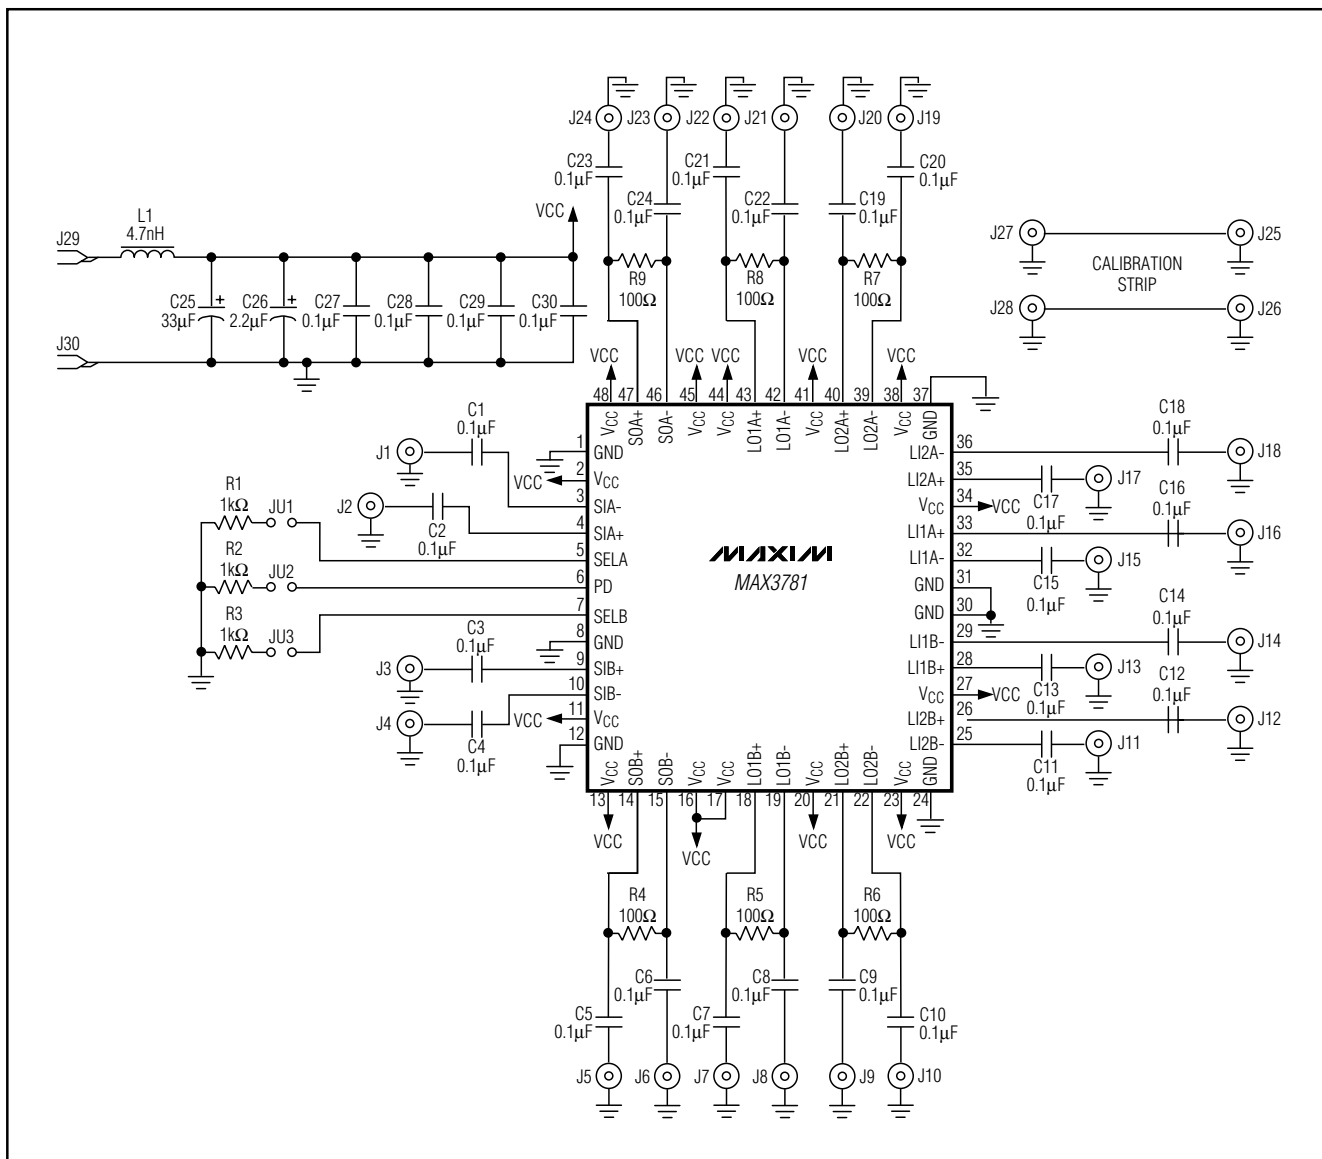 J24
J23
J22
J21
J20
J19
C23
0.1µF
C24
0.1µF
C21
0.1µF
C22
0.1µF
C19
0.1µF
C20
0.1µF
R9
100Ω
R8
100Ω
R7
100Ω
J29
L1
4.7nH
VCC
C25
33µF
C26
2.2µF
C27
0.1µF
C28
0.1µF
C29
0.1µF
C30
0.1µF
J30
J27
J25
CALIBRATION
STRIP
J28
J26
VCC
VCC
VCC
VCC
VCC
48 47 46 45 44 43 42 41 40 39 38 37
VCC
SOA+
SOA-
VCC
VCC
LO1A+
LO1A-
VCC
LO2A+
LO2A-
VCC
GND
J1
C1
0.1µF
J2
C2
0.1µF
R1
1kΩ
JU1
R2
1kΩ
JU2
R3
1kΩ
JU3
J3
C3
0.1µF
J4
C4
0.1µF
1 GND
VCC 2 VCC
3 SIA-
4 SIA+
5 SELA
6 PD
7 SELB
8 GND
9 SIB+
10 SIB-
VCC 11 VCC
12 GND
MAXIM
MAX3781
LI2A- 36
LI2A+ 35
VCC 34 VCC
LI1A+ 33
LI1A- 32
GND 31
GND 30
LI1B- 29
LI1B+ 28
VCC 27 VCC
LI2B+ 26
LI2B- 25
C18
0.1µF
J18
C17
0.1µF
J17
C16
0.1µF
J16
C15
0.1µF
J15
C14
0.1µF
J14
C13
0.1µF
J13
C12
0.1µF
J12
C11
0.1µF
J11
VCC
SOB+
SOB-
VCC
VCC
LO1B+
LO1B-
VCC
LO2B+
LO2B-
VCC
GND
13 14 15 16 17 18 19 20 21 22 23 24
VCC
VCC
VCC
VCC
R4
100Ω
R5
100Ω
R6
100Ω
C5
0.1µF
C6
0.1µF
C7
0.1µF
C8
0.1µF
C9
0.1µF
C10
0.1µF
J5
J6
J7
J8
J9
J10